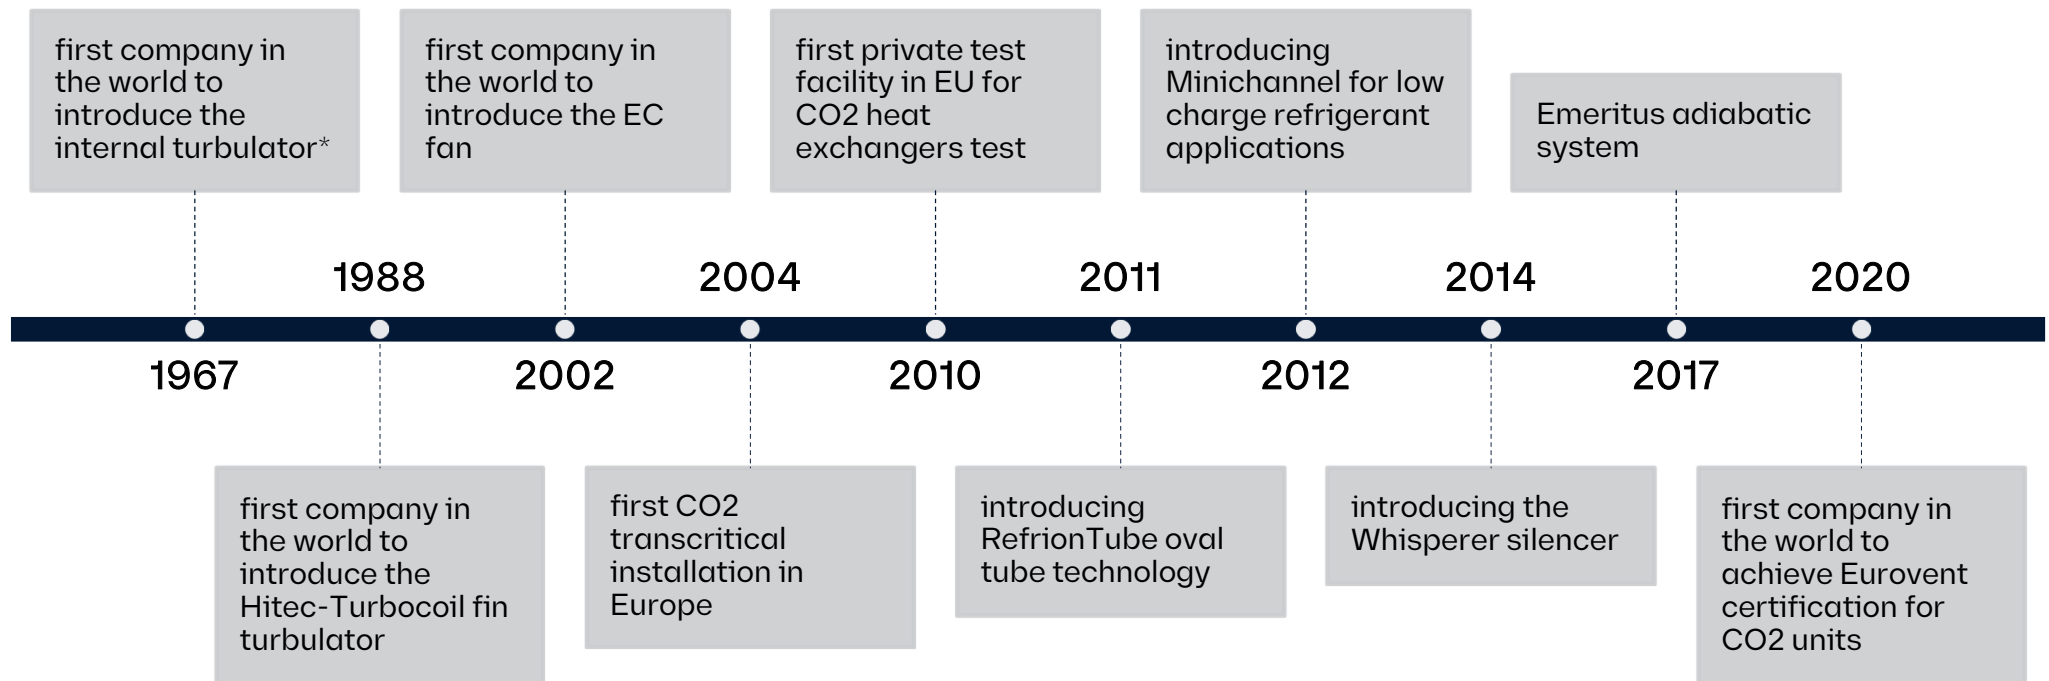 first company in
the world to
introduce the
internal turbulator*
first company in
the world to
introduce the EC
fan
first private test
facility in EU for
CO2 heat
exchangers test
introducing
Minichannel for low
charge refrigerant
applications
Emeritus adiabatic
system
1988
2004
2011
2014
2020
1967
2002
2010
2012
2017
first company in
the world to
introduce the
Hitec-Turbocoil fin
turbulator
first CO2
transcritical
installation in
Europe
introducing
RefrionTube oval
tube technology
introducing the
Whisperer silencer
first company in
the world to
achieve Eurovent
certification for
CO2 units